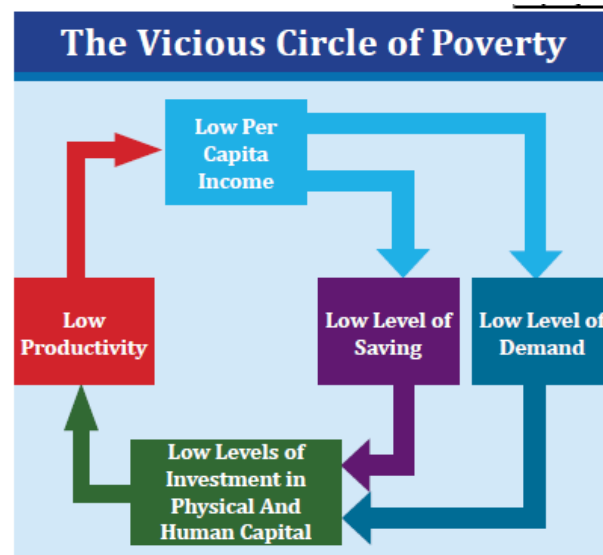 The Vicious Circle of Poverty
Low Per
Capita
Income
Low
Productivity
Low Level of
Saving
Low Level of
Demand
Low Levels of
Investment in
Physical And
Human Capital